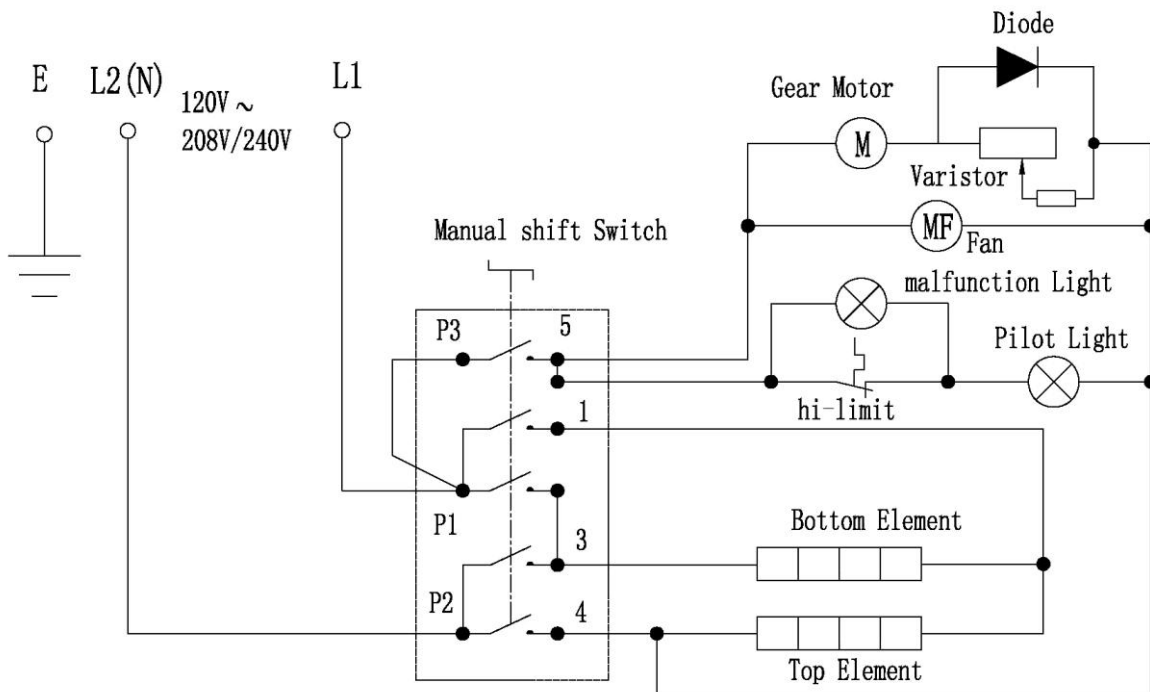 Diode
E
L2(N)
120V~
208V/240V
L1
Gear Motor
M
Varistor
Manual shift Switch
MF
Fan
malfunction Light
P3
5
Pilot Light
hi-limit
1
P1
Bottom Element
3
P2
4
Top Element